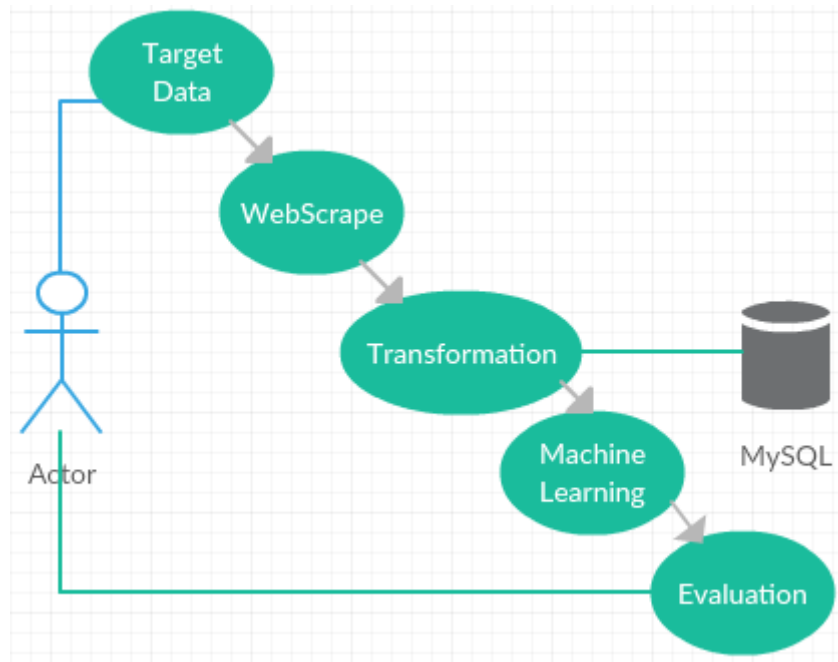 Target
Data
WebScrape
Transformation
Machine
Learning
MySQL
Actor
Evaluation